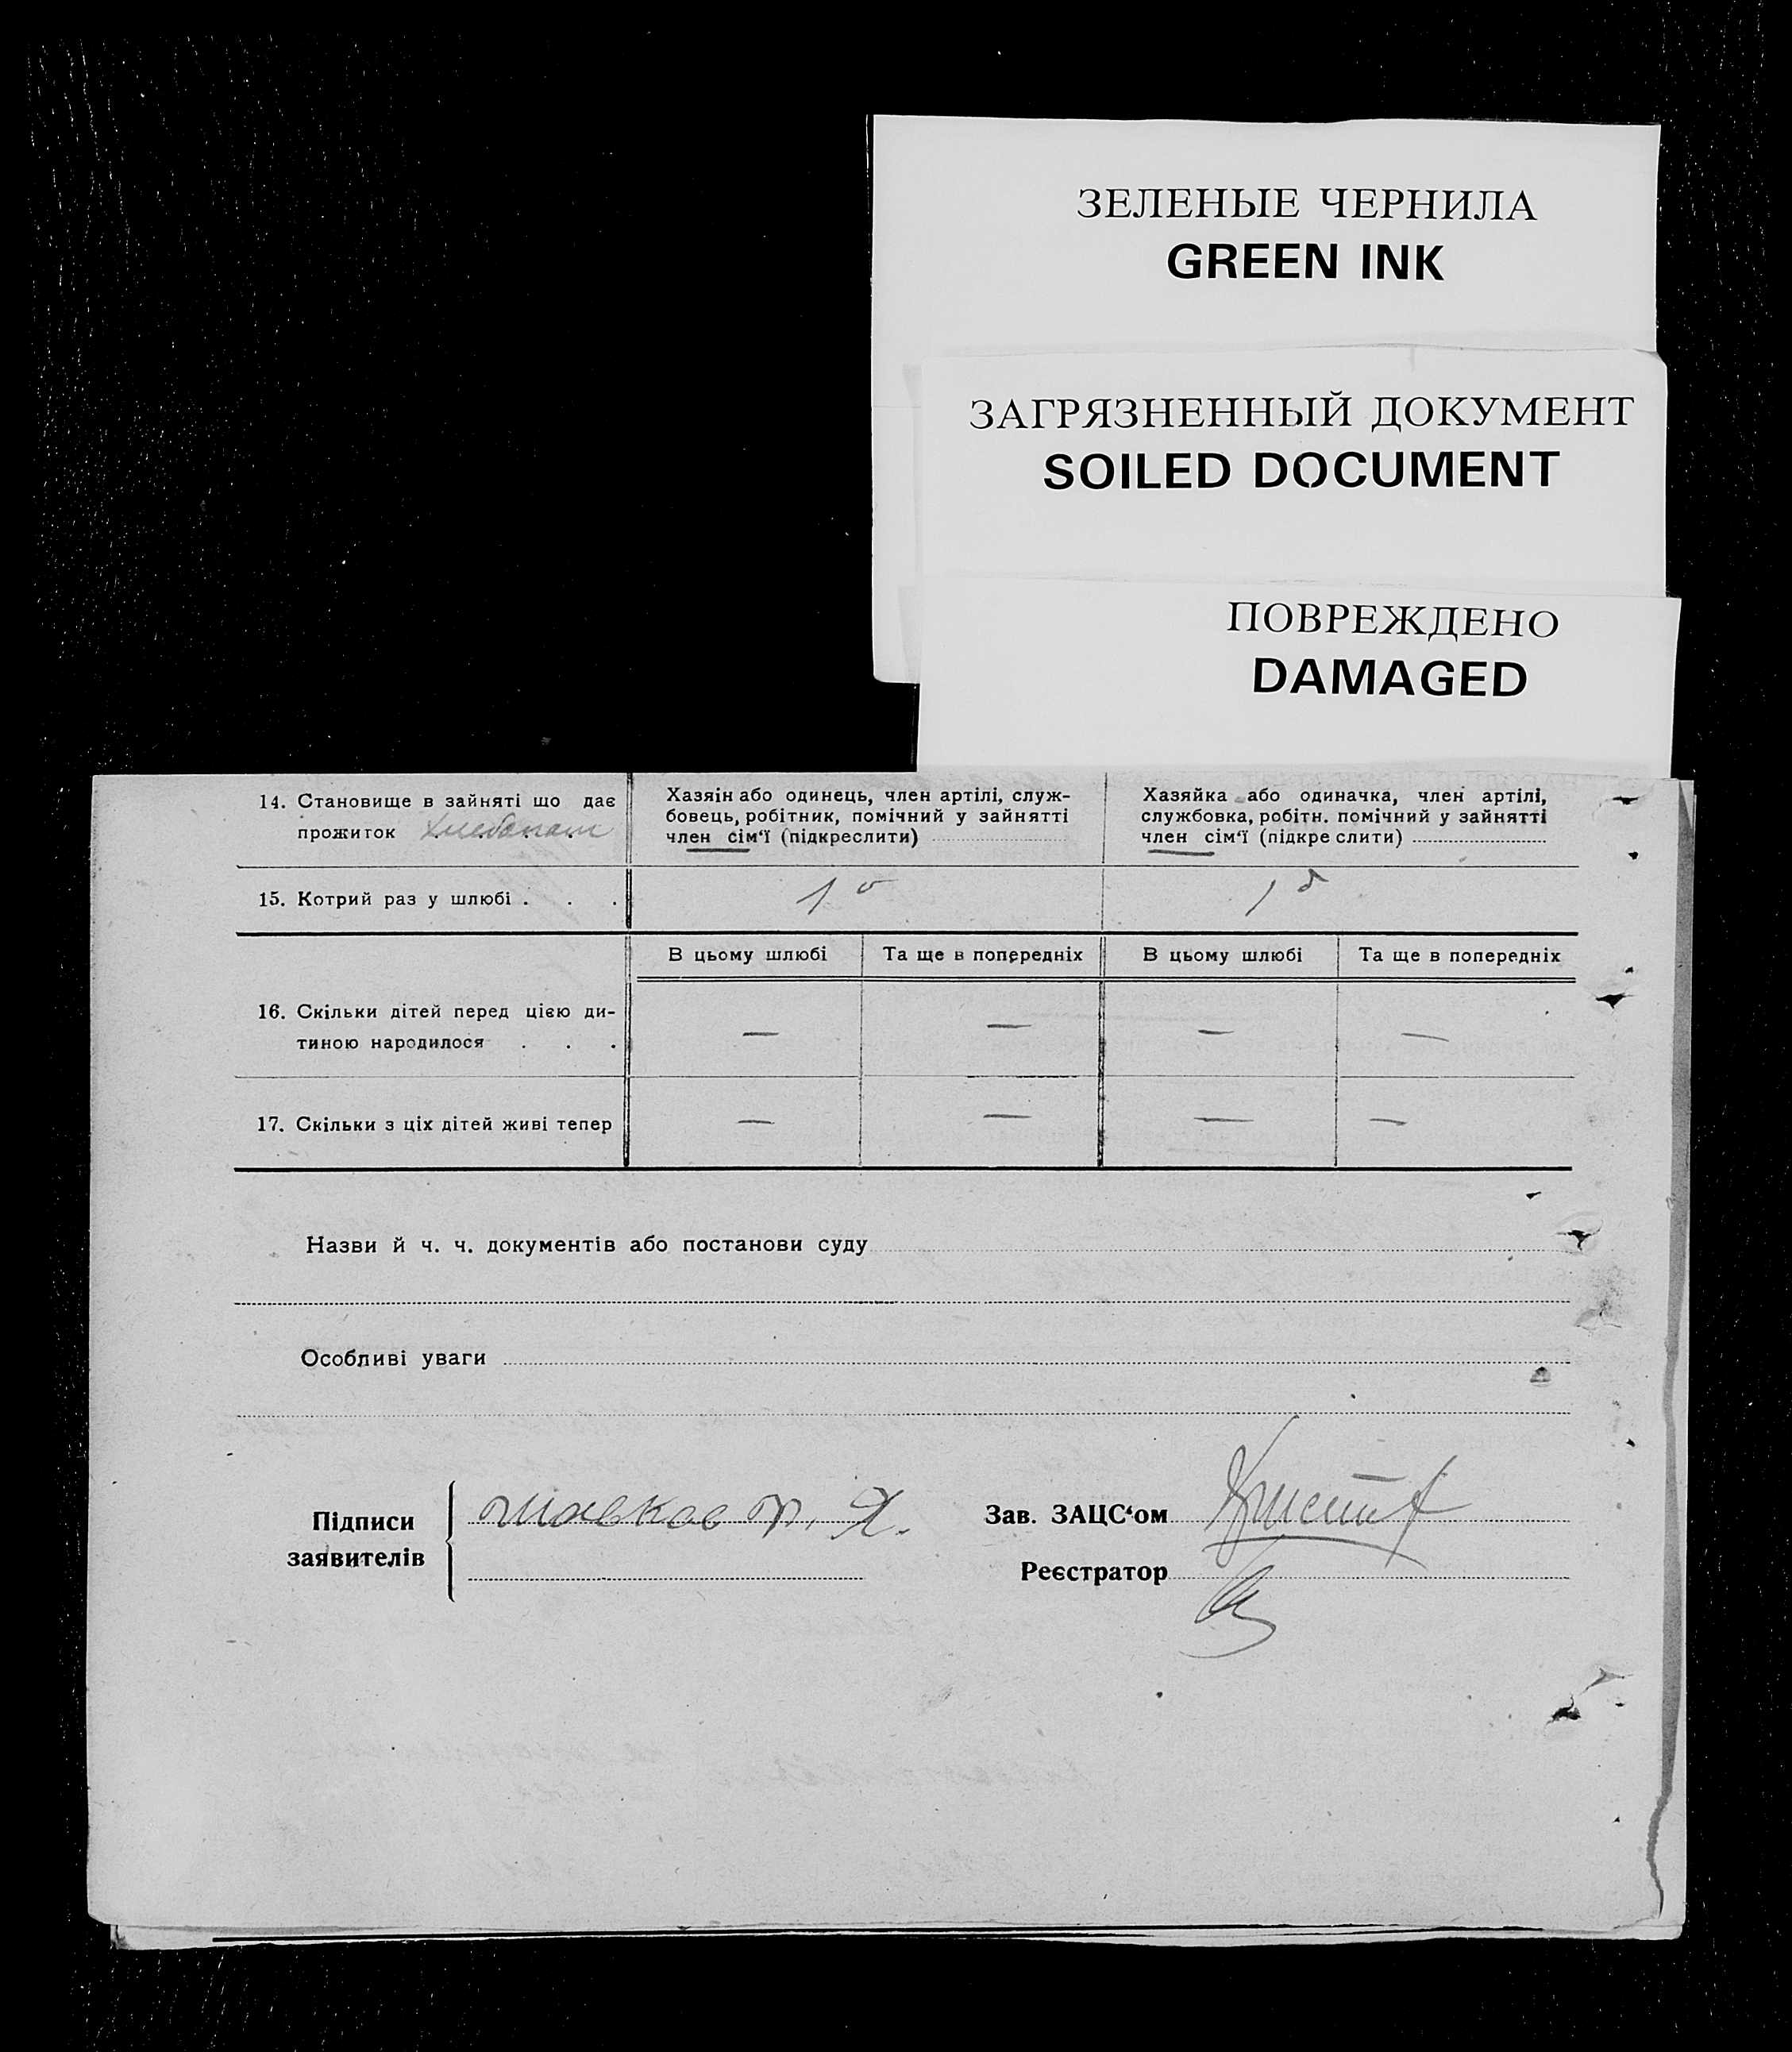 ЗЕЛЕНЫЕ ЧЕРНИЛА
GREEN INK
ЗАГРЯЗНЕННЫЙ ДОКУМЕНТ
SOILED DOCUMENT
ПОВРЕЖДЕНО
DAMAGED
14. Становище в зайняті що дає
прожиток
Хазяїн або одинець, член артілі, служ-
бовець, робітник, помічний у зайнятті
член сім‘ї (підкреслити)
Хазяйка або одиначка, член артілі,
службовка, робітн. помічний у зайнятті
член сім‘ї (підкре слити)
15. Котрий раз у шлюбі . . .
1
1
В цьому шлюбі Та ще в попередніх В цьому шлюбі Та ще в попередніх
16. Скільки дітей перед цією ди-
тиною народилося . . .
— — — —
17. Скільки з ціх дітей живі тепер
— — — —
Назви й ч. ч. документів або постанови суду
Особливі уваги
Підписи
заявителів
Зав. ЗАЦС‘ом
Реєстратор